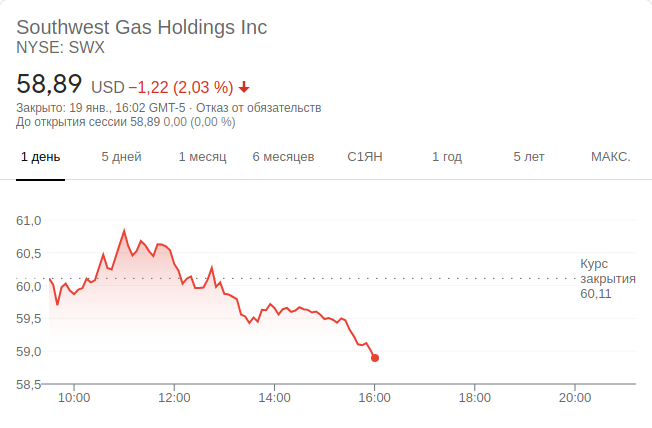 Southwest Gas Holdings Inc
NYSE: SWX
58,89 USD −1,22 (2,03 %)
Закрыто: 19 янв., 16:02 GMT-5 · Отказ от обязательств
До открытия сессии 58,89 0,00 (0,00 %)
1 день 5 дней 1 месяц 6 месяцев С1ЯН 1 год 5 лет МАКС.
61,0
60,5
60,0
59,5
59,0
58,5
Курс
закрытия
60,11
10:00 12:00 14:00 16:00 18:00 20:00